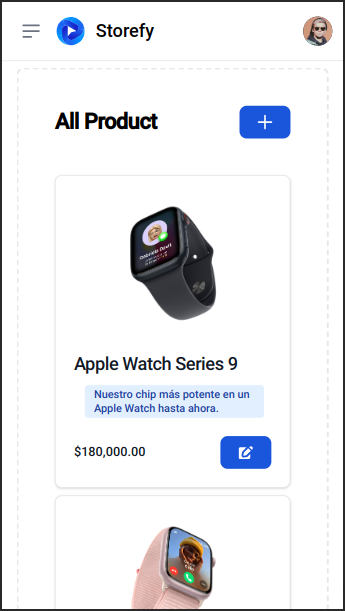 Storefy
All Product
Apple Watch Series 9
Nuestro chip más potente en un
Apple Watch hasta ahora.
$180,000.00